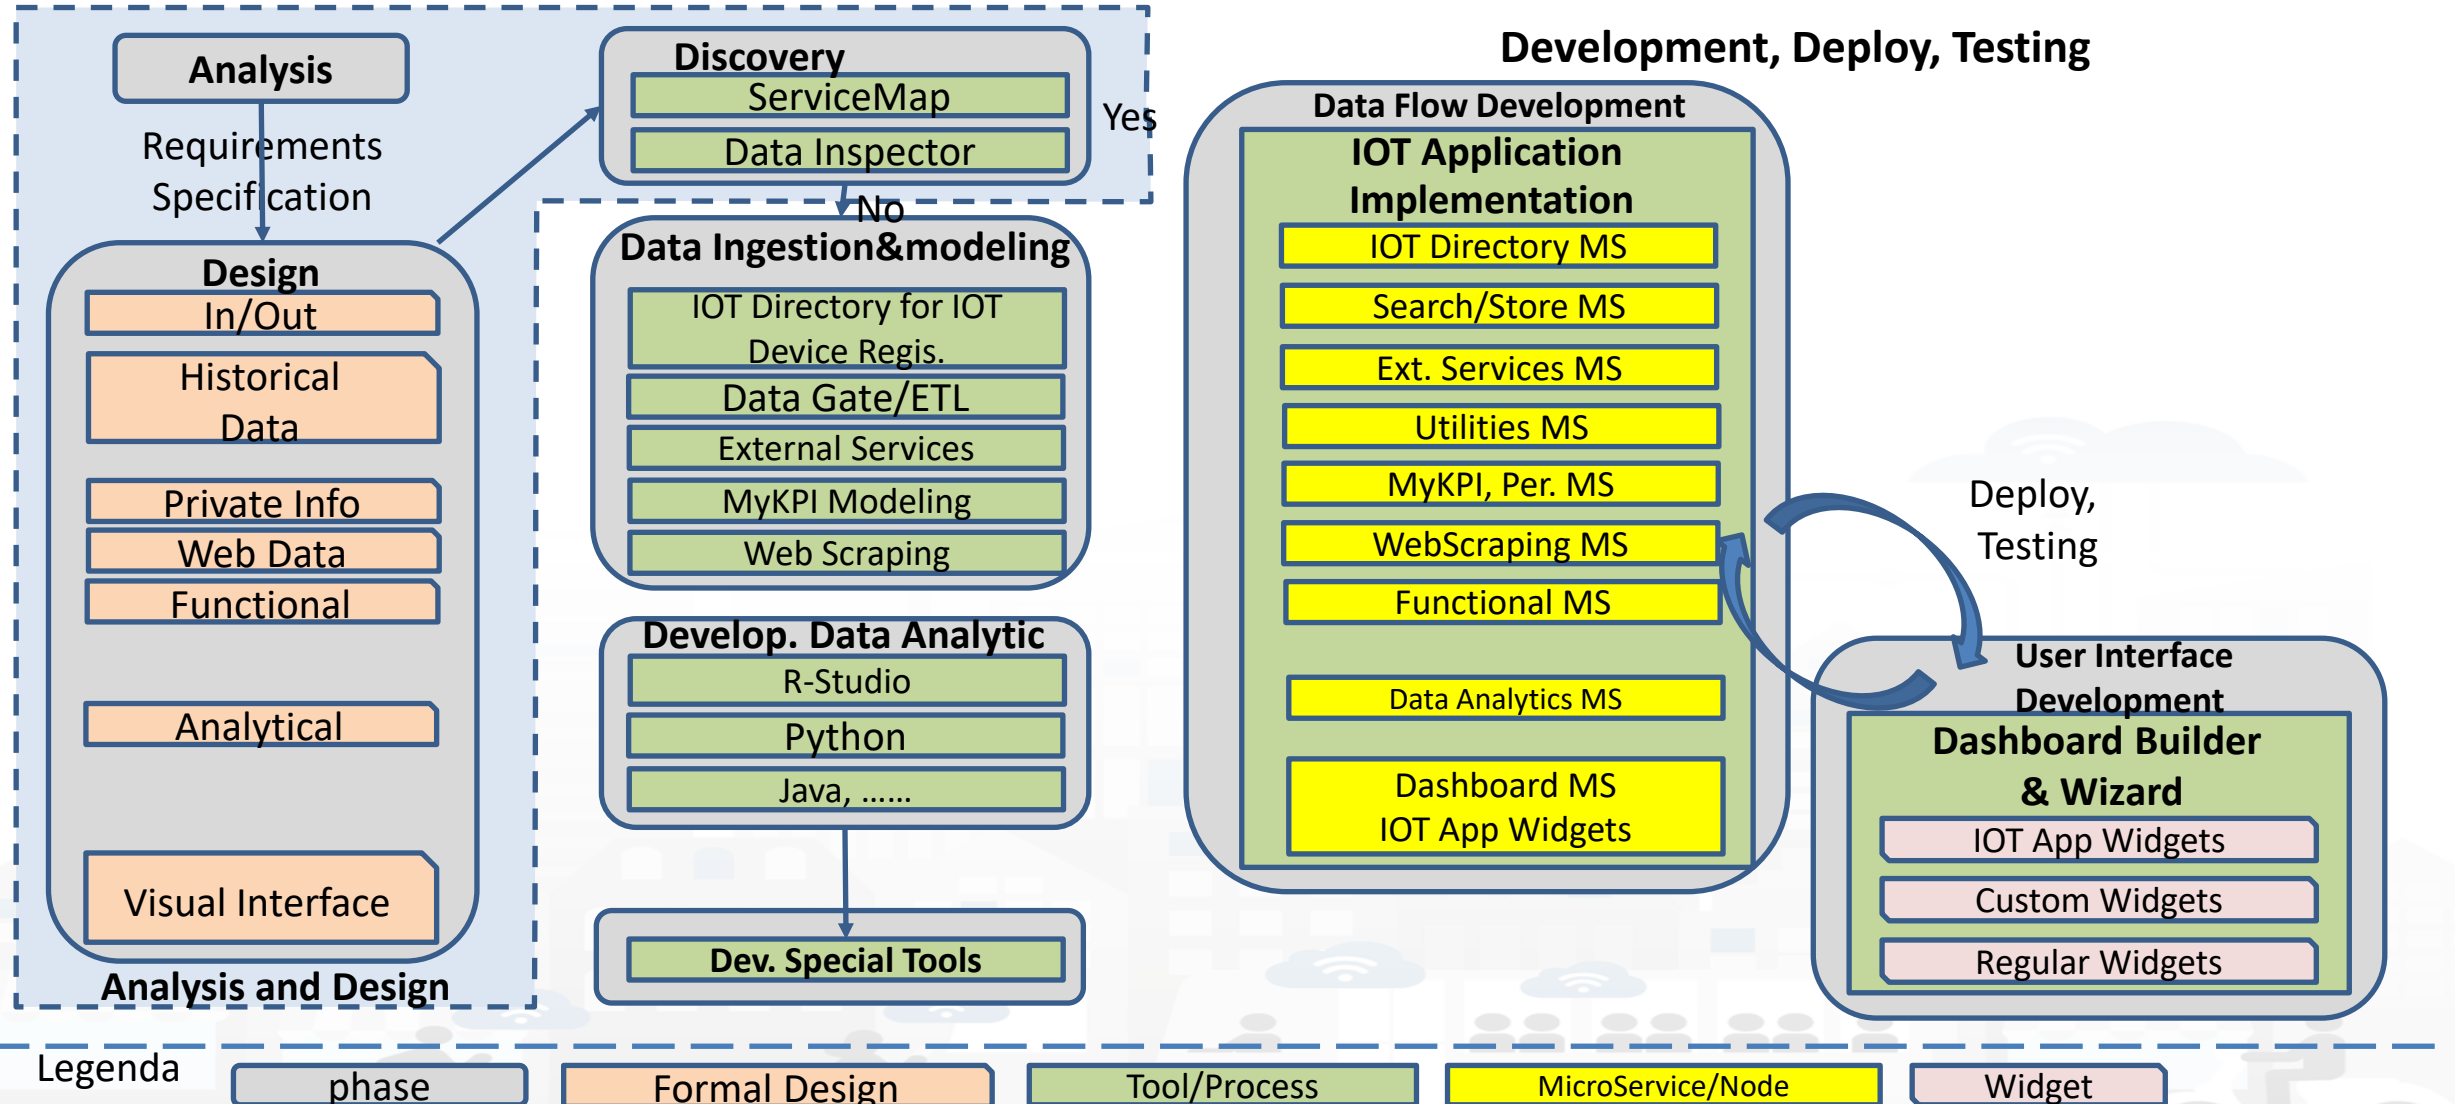 Analysis
Requirements
Specification
Design
In/Out
Historical
Data
Private Info
Web Data
Functional
Analytical
Visual Interface
Analysis and Design
Discovery
ServiceMap
Data Inspector
Yes
No
Data Ingestion&modeling
IOT Directory for IOT
Device Regis.
Data Gate/ETL
External Services
MyKPI Modeling
Web Scraping
Develop. Data Analytic
R-Studio
Python
Java, ......
Dev. Special Tools
Development, Deploy, Testing
Data Flow Development
IOT Application
Implementation
IOT Directory MS
Search/Store MS
Ext. Services MS
Utilities MS
MyKPI, Per. MS
WebScraping MS
Functional MS
Data Analytics MS
Dashboard MS
IOT App Widgets
Deploy,
Testing
User Interface
Development
Dashboard Builder
& Wizard
IOT App Widgets
Custom Widgets
Regular Widgets
Legenda
phase
Formal Design
Tool/Process
MicroService/Node
Widget